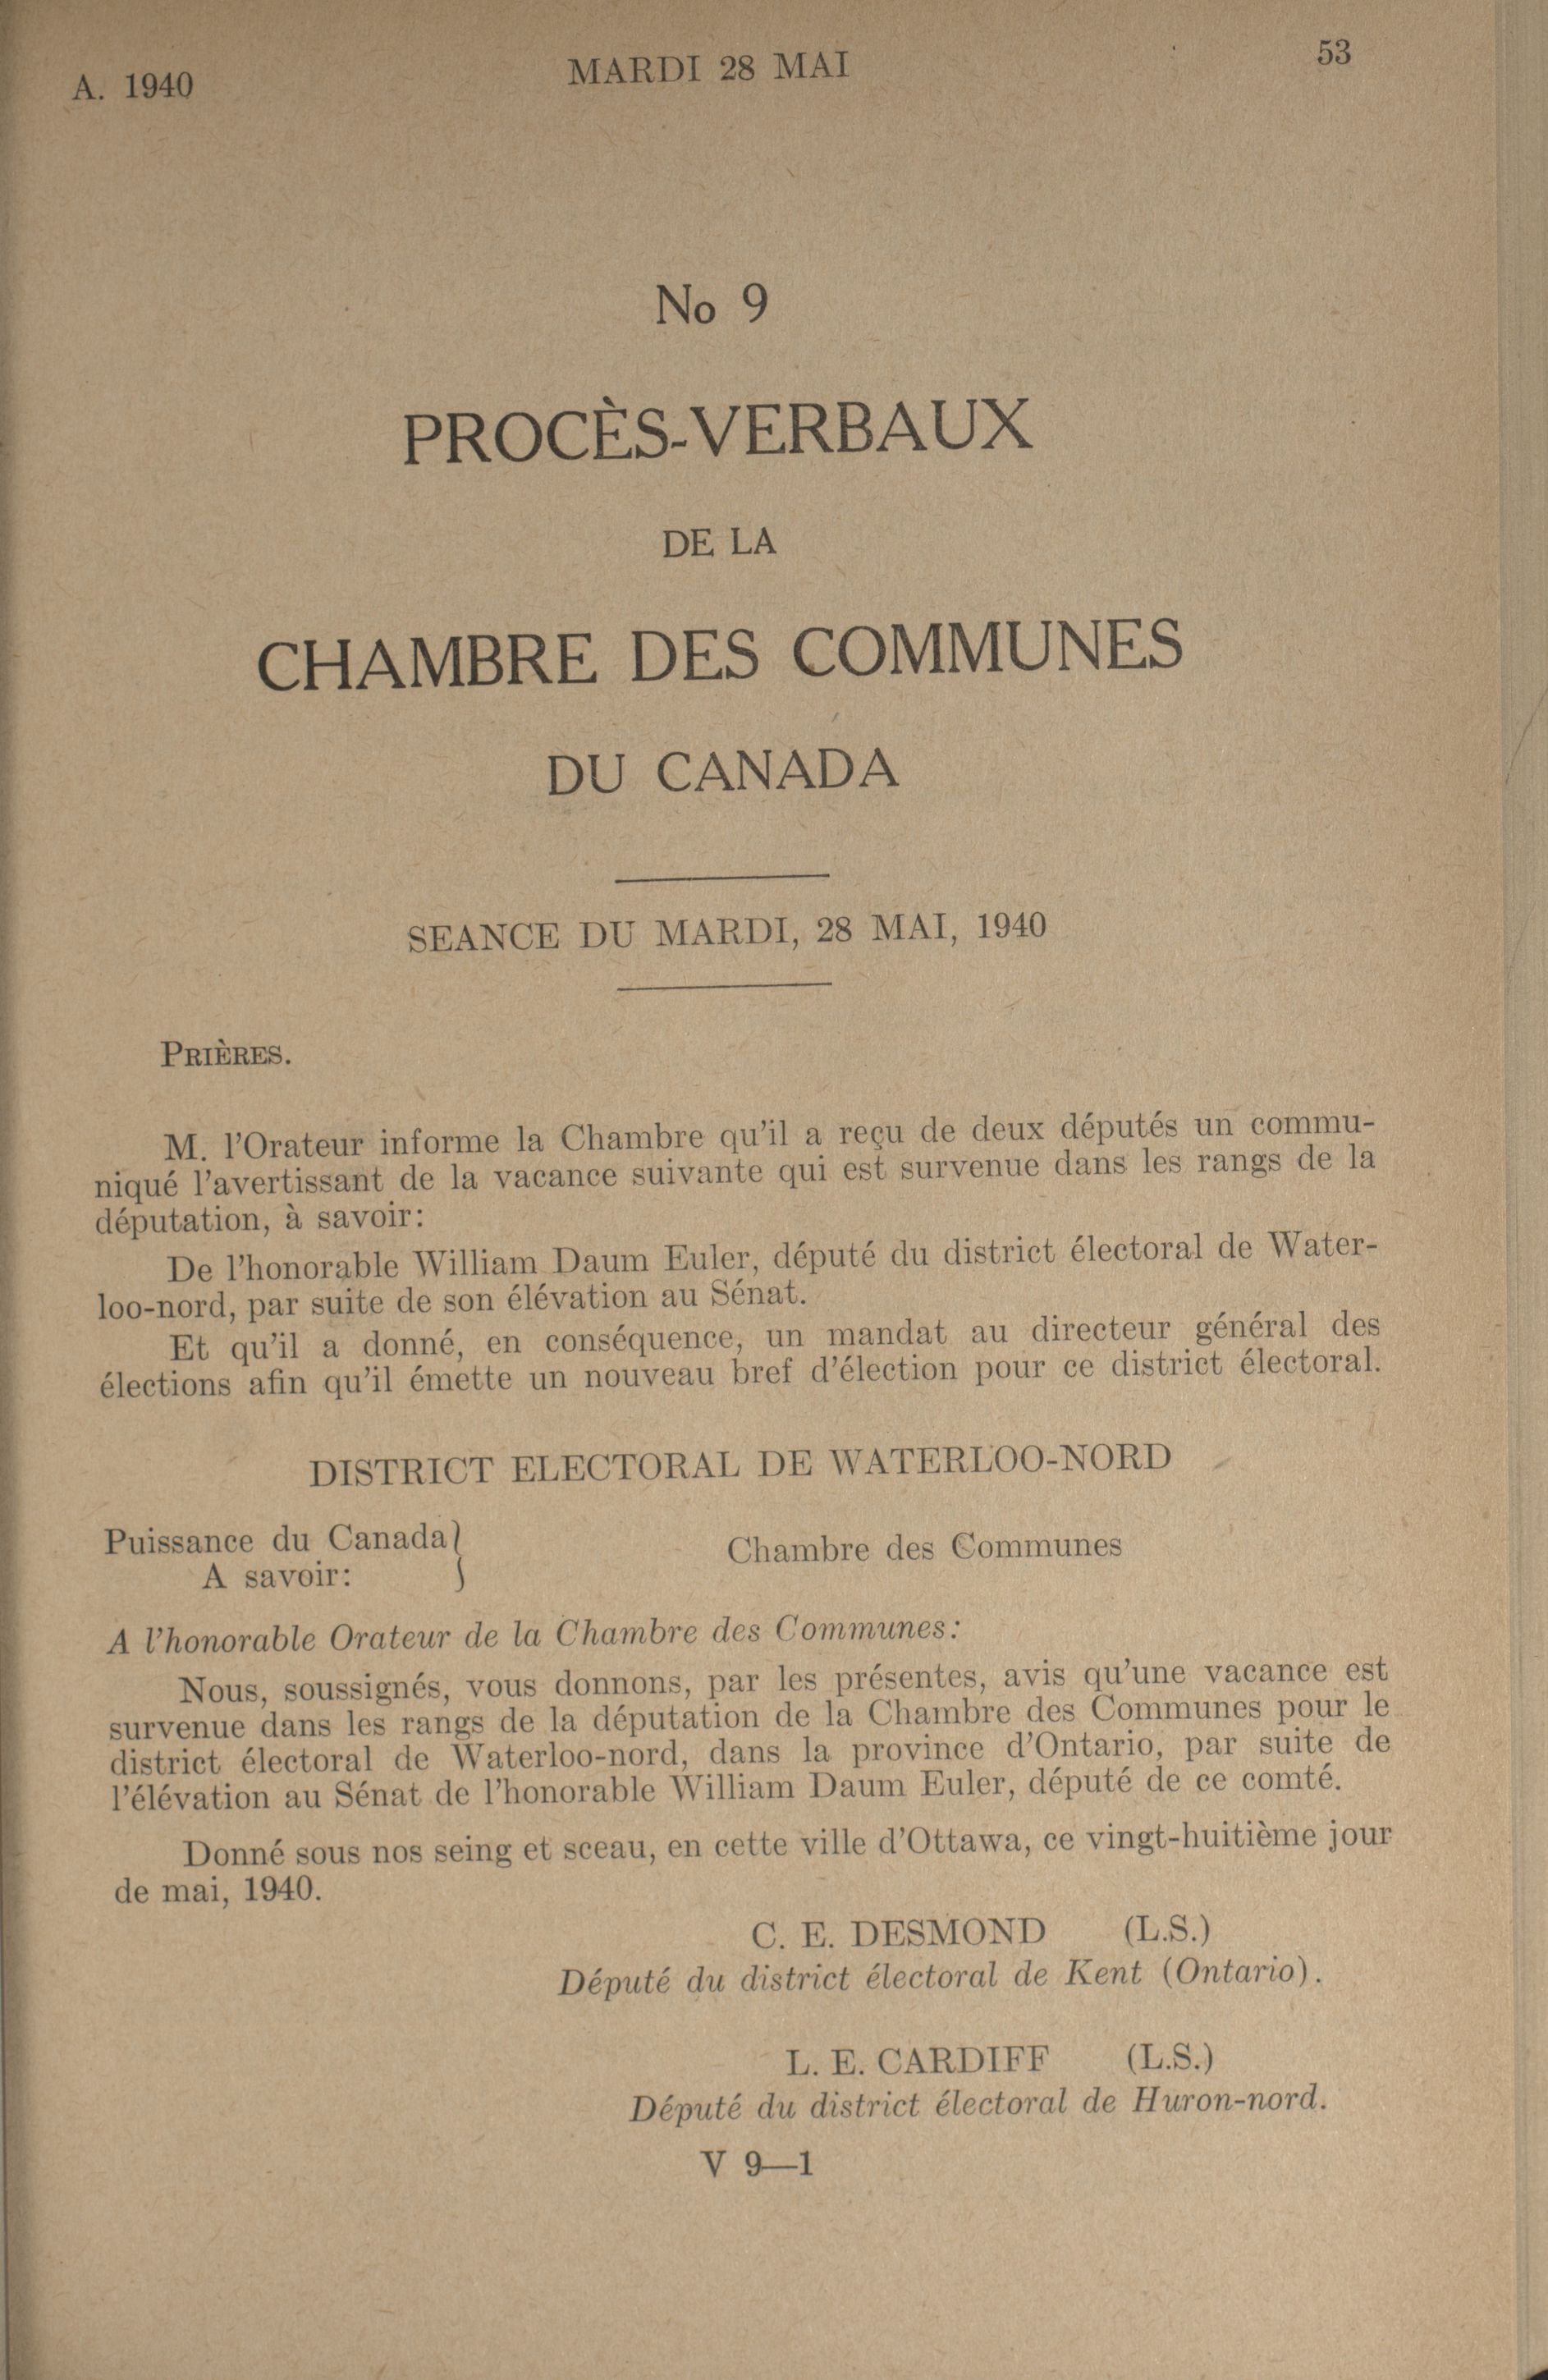 A. 1940
MARDI 28 MAI
53
No 9
PROCÈS-VERBAUX
DE LA
CHAMBRE DES COMMUNES
DU CANADA
SEANCE DU MARDI, 28 MAI, 1940
PRIÈRES.
M. l'Orateur informe la Chambre qu'il a reçu de deux députés un commu-
niqué l'avertissant de la vacance suivante qui est survenue dans les rangs de la
députation, à savoir:
De l'honorable William Daum Euler, député du district électoral de Water-
loo-nord, par suite de son élévation au Sénat.
Et qu'il a donné, en conséquence, un mandat au directeur général des
élections afin qu'il émette un nouveau bref d'élection pour ce district électoral.
DISTRICT ELECTORAL DE WATERLOO-NORD
Puissance du Canada}
A savoir:
Chambre des Communes
A l'honorable Orateur de la Chambre des Communes:
Nous, soussignés, vous donnons, par les présentes, avis qu'une vacance est
survenue dans les rangs de la députation de la Chambre des Communes pour le
district électoral de Waterloo-nord, dans la province d'Ontario, par suite de
l'élévation au Sénat de l'honorable William Daum Euler, député de ce comté.
Donné sous nos seing et sceau, en cette ville d'Ottawa, ce vingt-huitième jour
de mai, 1940.
C. E. DESMOND (L.S.)
Député du district électoral de Kent (Ontario).
L. E. CARDIFF (L.S.)
Député du district électoral de Huron-nord.
V 9—1